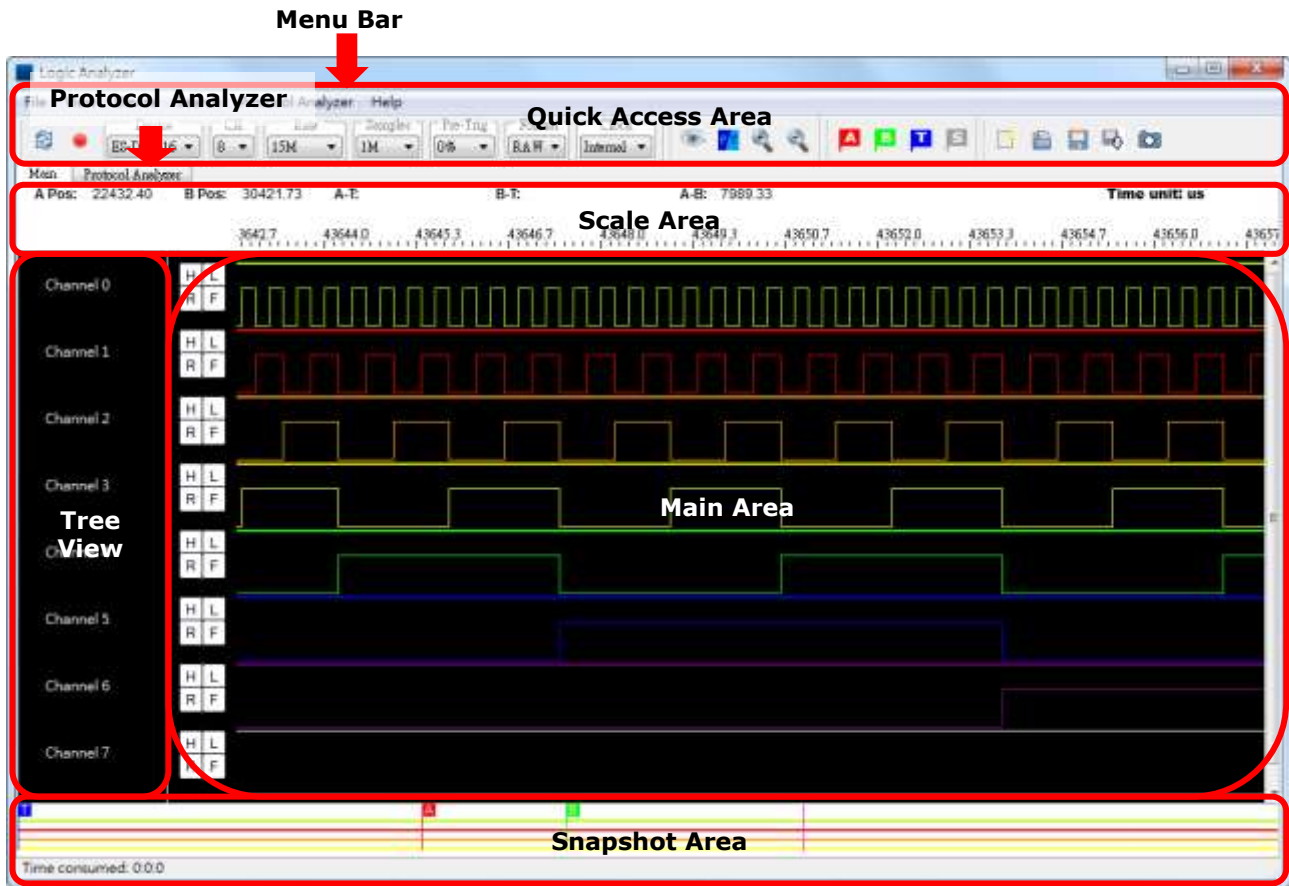 Menu Bar
Logic Analyzer
Protocol Analyzer
Analyzer Help
Quick Access Area
8 15M 1M 0% RAW Internal
A B T S
Main Protocol Analyzer
A Pos: 22432.40 B Pos: 30421.73 A-T: B-T: A-B: 7989.33 Time unit: us
Scale Area
3642.7 43644.0 43645.3 43646.7 43648.0 43649.3 43650.7 43652.0 43653.3 43654.7 43656.0 43657
Channel 0 H L
R F
Channel 1 H L
R F
Channel 2 H L
R F
Channel 3 H L
R F
Main Area
Tree
View
H L
R F
Channel 5 H L
R F
Channel 6 H L
R F
Channel 7 H L
F
T A B
Snapshot Area
Time consumed: 0:0:0